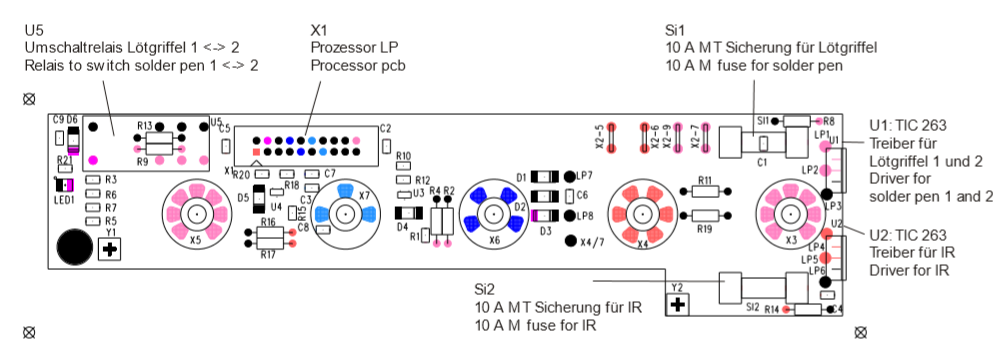 U5
Umschaltrelais Lötgriffel 1 <-> 2
Relais to switch solder pen 1 <-> 2
X1
Prozessor LP
Processor pcb
Si1
10 A MT Sicherung für Lötgriffel
10 A M fuse for solder pen
U1: TIC 263
Treiber für
Lötgriffel 1 und 2
Driver for
solder pen 1 and 2
U2: TIC 263
Treiber für IR
Driver for IR
Si2
10 A MT Sicherung für IR
10 A M fuse for IR
C9 D6
R13
U5
R9
R2
LED1
R3
R6
R7
R5
Y1
C5
C2
X1
R20
C7
R18
C3
D5
U4
R15
C8
R16
R17
X5
X7
R10
R12
U3
R4 R2
D4
R1
X6
D1
LP7
C6
D2
LP8
D3
X4/7
X2-5
X2-6
X2-9
X2-7
SI1
R8
C1
LP1
U1
LP2
LP3
R11
R19
X4
X3
U2
LP4
LP5
LP6
Y2
SI2
R14
C4